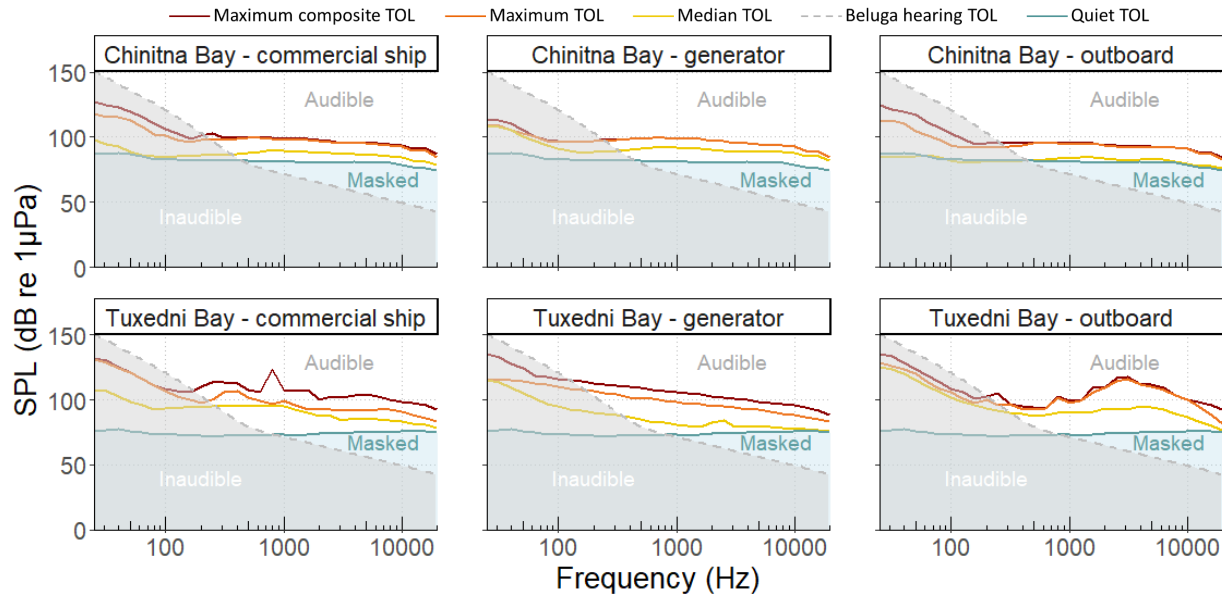 Maximum composite TOL Maximum TOL Median TOL Beluga hearing TOL Quiet TOL
Chinitna Bay - commercial ship Chinitna Bay - generator Chinitna Bay - outboard
150
Audible Audible Audible
100
Masked Masked Masked
50
Inaudible Inaudible Inaudible
0
SPL (dB re 1µPa)
Tuxedni Bay - commercial ship Tuxedni Bay - generator Tuxedni Bay - outboard
150
Audible Audible Audible
100
Masked Masked Masked
50
Inaudible Inaudible Inaudible
0
100 1000 10000 100 1000 10000 100 1000 10000
Frequency (Hz)